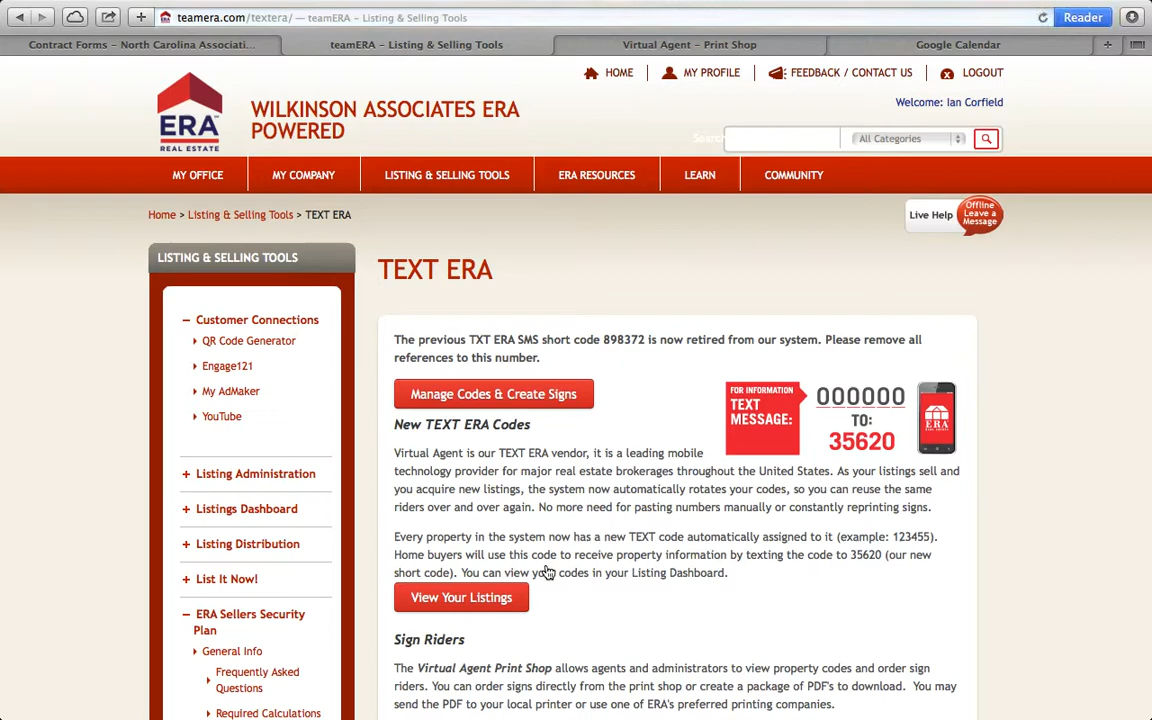 teamera.com/textera/ — teamERA – Listing & Selling Tools
Reader
Contract Forms – North Carolina Associati...
teamERA – Listing & Selling Tools
Virtual Agent – Print Shop
Google Calendar
HOME
MY PROFILE
FEEDBACK / CONTACT US
LOGOUT
ERA
REAL ESTATE
WILKINSON ASSOCIATES ERA
POWERED
Welcome: Ian Corfield
Search
All Categories
MY OFFICE
MY COMPANY
LISTING & SELLING TOOLS
ERA RESOURCES
LEARN
COMMUNITY
Home > Listing & Selling Tools > TEXT ERA
Live Help
Offline
Leave a
Message
LISTING & SELLING TOOLS
Customer Connections
QR Code Generator
Engage121
My AdMaker
YouTube
Listing Administration
Listings Dashboard
Listing Distribution
List It Now!
ERA Sellers Security
Plan
General Info
Frequently Asked
Questions
Required Calculations
TEXT ERA
The previous TXT ERA SMS short code 898372 is now retired from our system. Please remove all
references to this number.
Manage Codes & Create Signs
FOR INFORMATION
TEXT
MESSAGE:
000000
TO:
35620
ERA
New TEXT ERA Codes
Virtual Agent is our TEXT ERA vendor, it is a leading mobile
technology provider for major real estate brokerages throughout the United States. As your listings sell and
you acquire new listings, the system now automatically rotates your codes, so you can reuse the same
riders over and over again. No more need for pasting numbers manually or constantly reprinting signs.
Every property in the system now has a new TEXT code automatically assigned to it (example: 123455).
Home buyers will use this code to receive property information by texting the code to 35620 (our new
short code). You can view your codes in your Listing Dashboard.
View Your Listings
Sign Riders
The Virtual Agent Print Shop allows agents and administrators to view property codes and order sign
riders. You can order signs directly from the print shop or create a package of PDF's to download. You may
send the PDF to your local printer or use one of ERA's preferred printing companies.